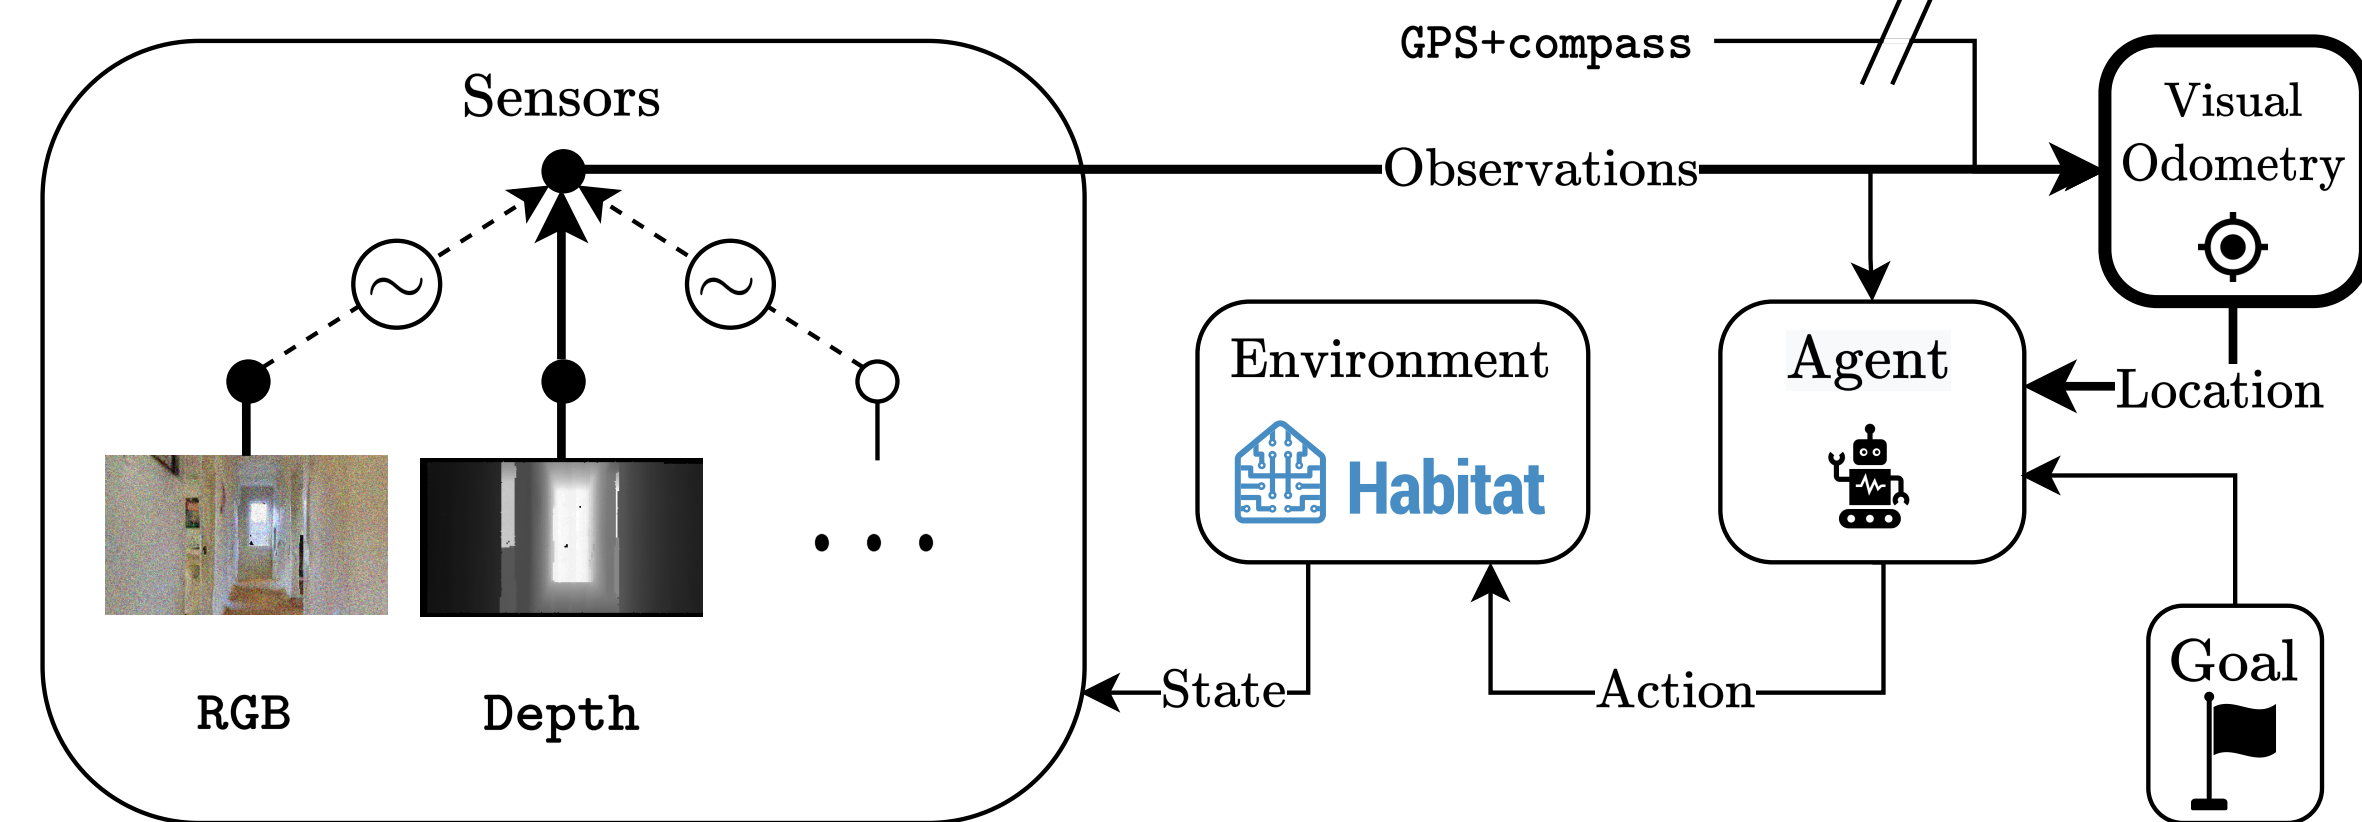 GPS+compass
Sensors
Visual
Odometry
Observations
~
~
Environment
Habitat
Agent
Location
State
Action
Goal
RGB
Depth